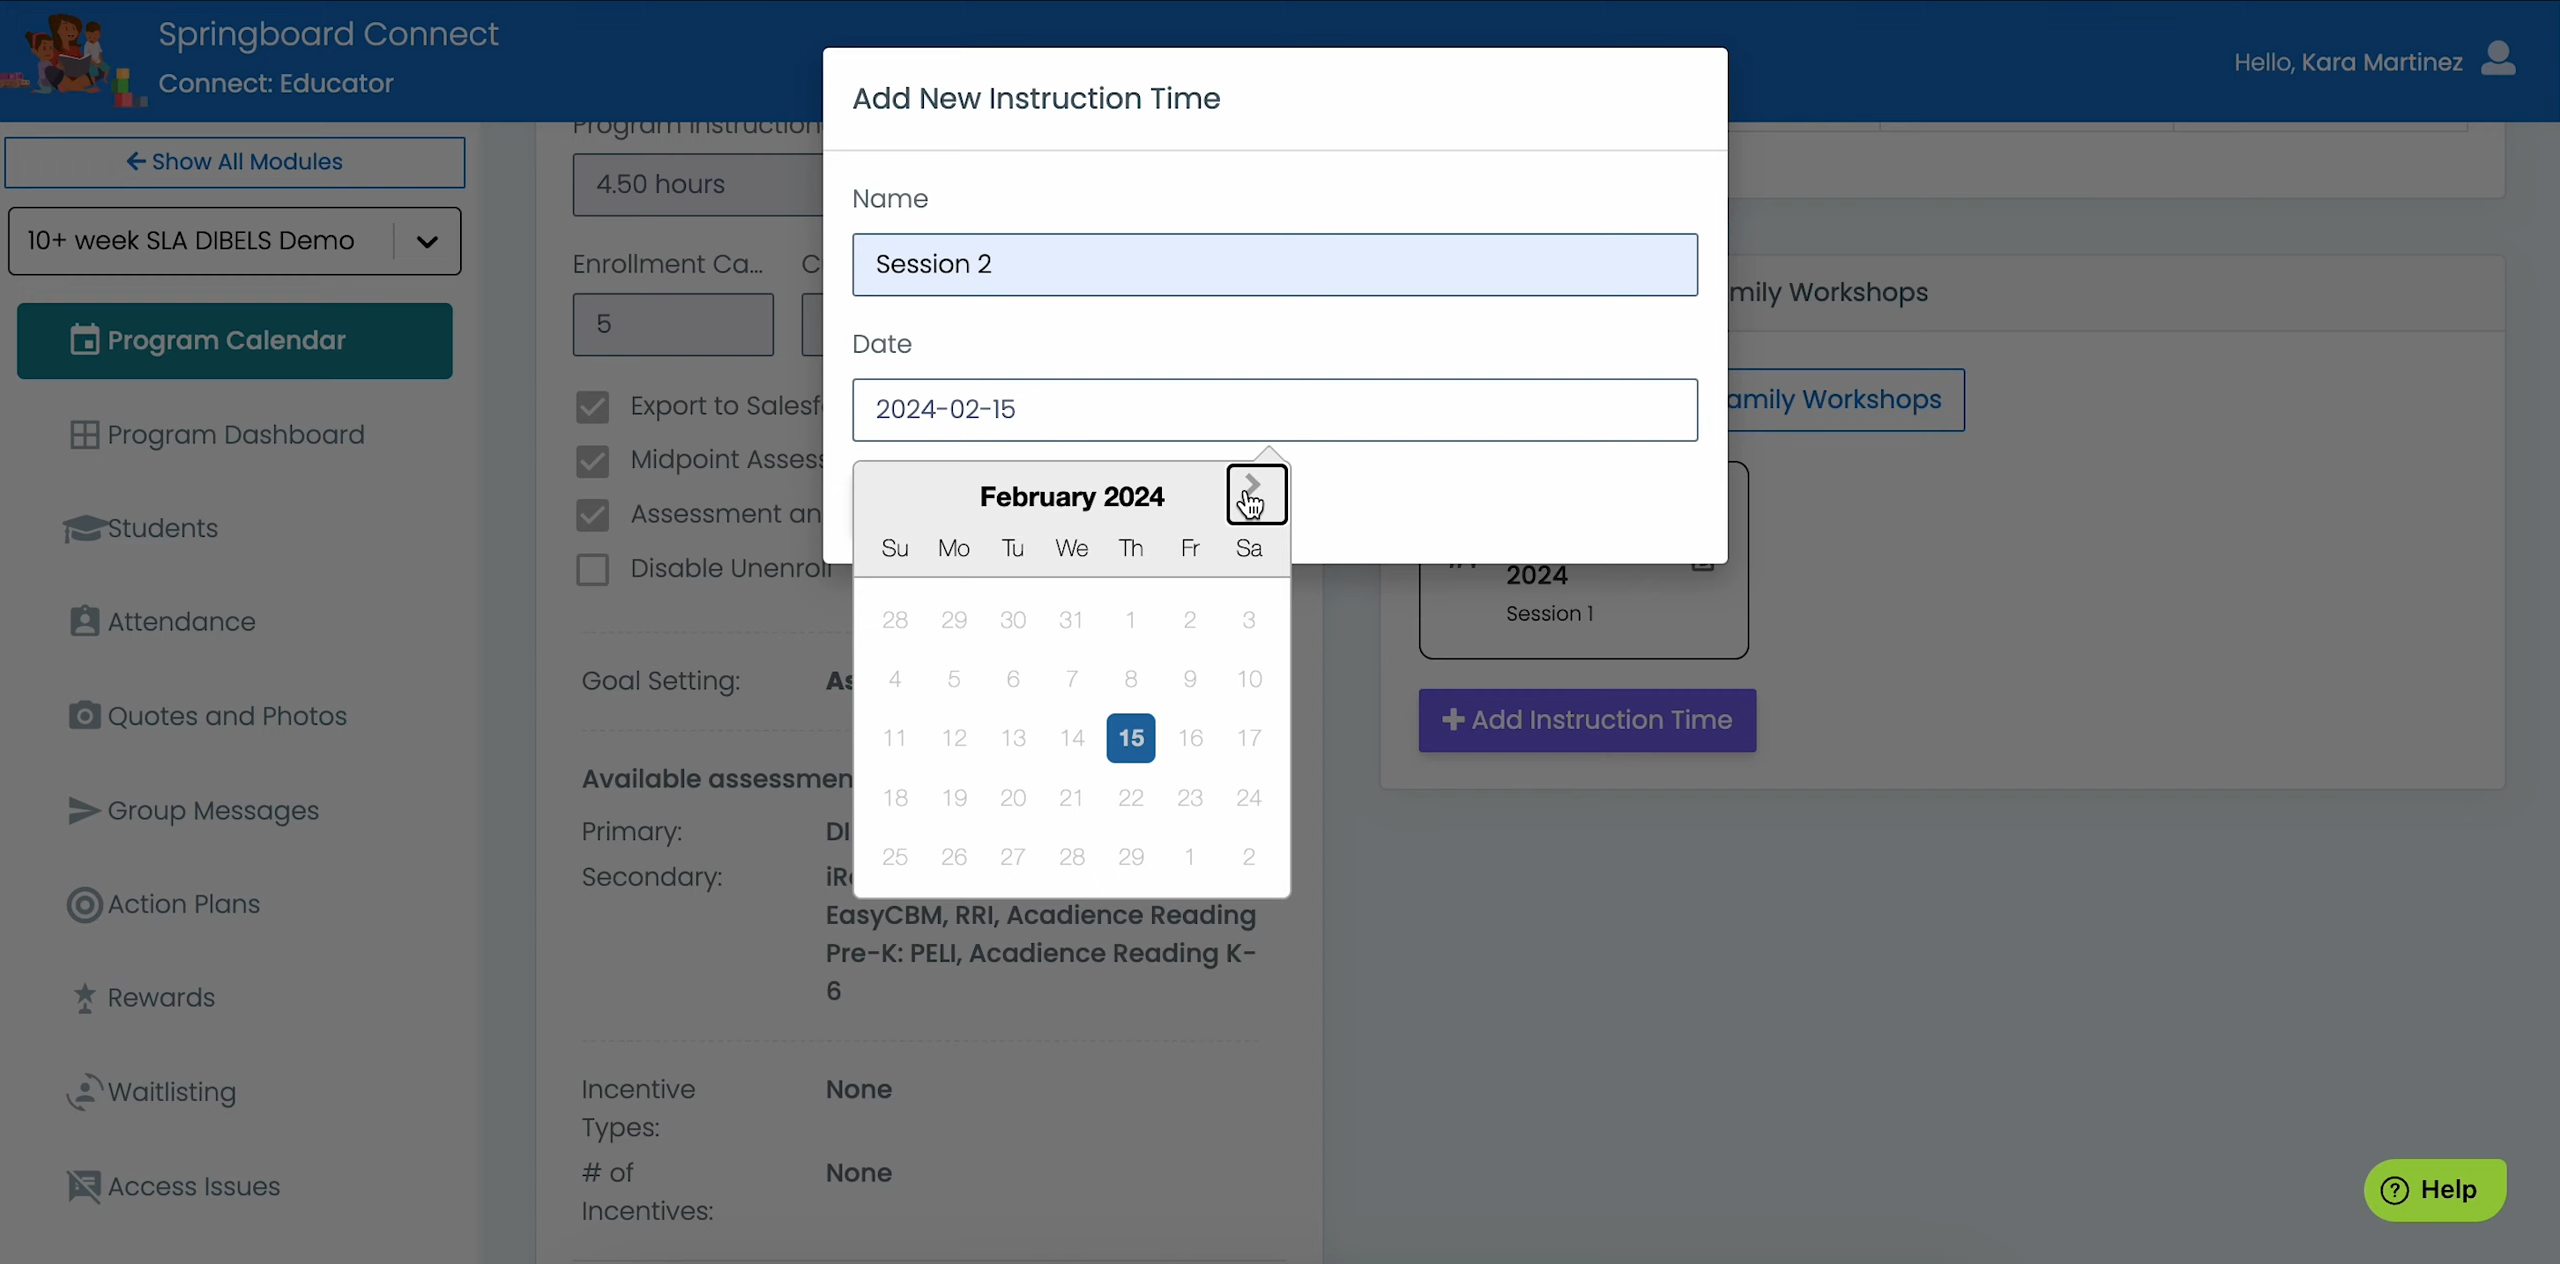 Springboard Connect
Connect: Educator
Hello, Kara Martinez
Show All Modules
10+ week SLA DIBELS Demo
Program Calendar
Program Dashboard
Students
Attendance
Quotes and Photos
Group Messages
Action Plans
Rewards
Waitlisting
Access Issues
Program Instruction
4.50 hours
Enrollment Ca... C
5
Export to Salesf
Midpoint Assess
Assessment an
Disable Unenroll
Goal Setting: As
Available assessmen
Primary: DI
Secondary: iR
EasyCBM, RRI, Acadience Reading
Pre-K: PELI, Acadience Reading K-
6
Incentive None
Types:
# of None
Incentives:
Add New Instruction Time
Name
Session 2
Date
2024-02-15
February 2024
Su Mo Tu We Th Fr Sa
28 29 30 31 1 2 3
4 5 6 7 8 9 10
11 12 13 14 15 16 17
18 19 20 21 22 23 24
25 26 27 28 29 1 2
mily Workshops
amily Workshops
2024
Session 1
Add Instruction Time
Help